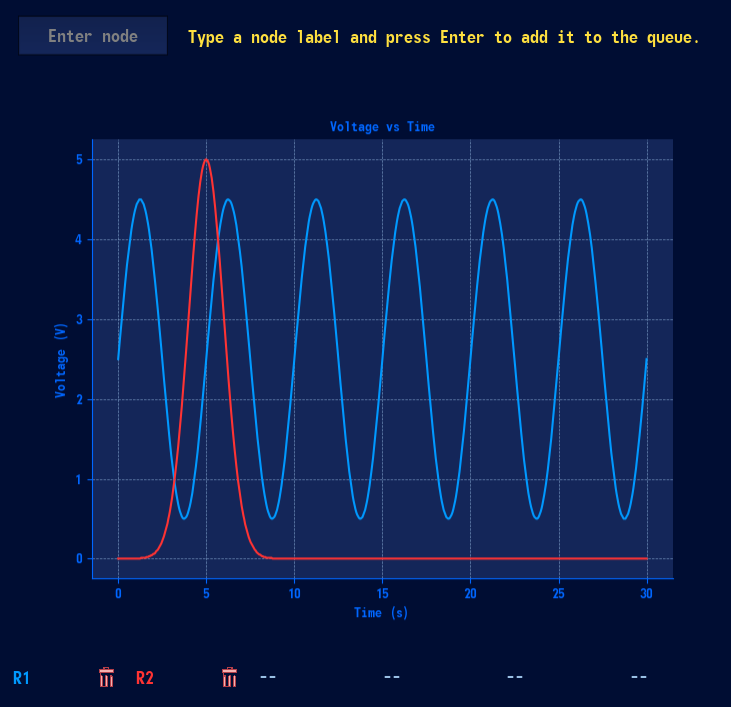 Enter node
Type a node label and press Enter to add it to the queue.
Voltage vs Time
Voltage (V)
5
4
3
2
1
0
0 5 10 15 20 25 30
Time (s)
R1 R2 -- -- -- --